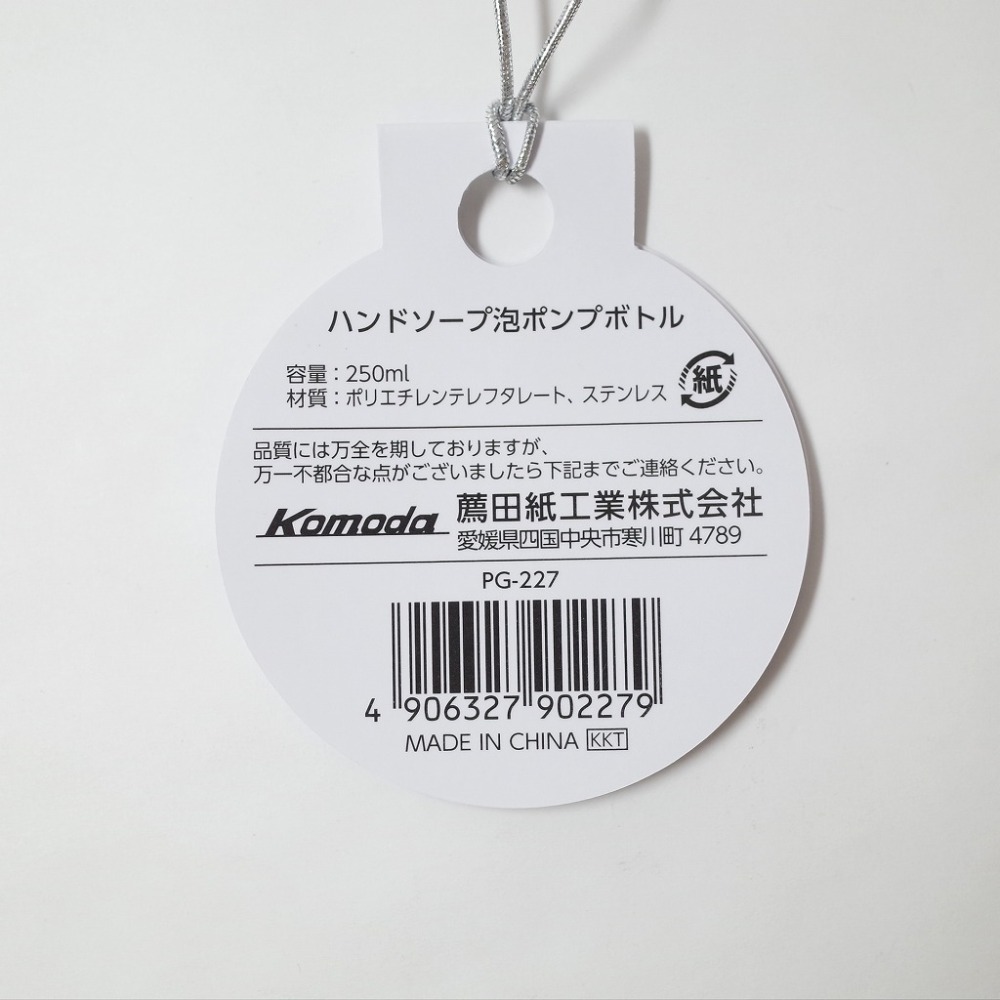 ハンドソープ泡ポンプボトル
容量：250ml
材質：ポリエチレンテレフタレート、ステンレス
紙
品質には万全を期しておりますが、
万一不都合な点がございましたら下記までご連絡ください。
Komoda 薦田紙工業株式会社
愛媛県四国中央市寒川町 4789
PG-227
4 906327 902279
MADE IN CHINA KKT